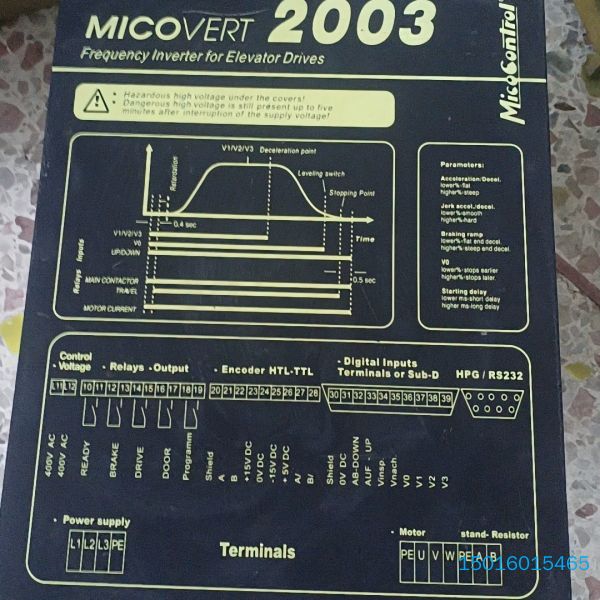 MICOVERT 2003
Frequency Inverter for Elevator Drives
MicoControl
Hazardous high voltage under the covers!
Dangerous high voltage is still present up to five
minutes after interruption of the supply voltage!
V1/V2/V3
Deceleration point
Retardation
Leveling switch
Stopping Point
0.4 sec
Time
Inputs
V1/V2/V3
V0
UP/DOWN
0.5 sec
Relays
MAIN CONTACTOR
TRAVEL
MOTOR CURRENT
Parameters:
Acceleration/Decel.
lower%-flat
higher%-steep
Jerk accel./decel.
lower%-smooth
higher%-hard
Braking ramp
lower%-flat end decel.
higher%-steep end decel.
V0
lower%-stops earlier
higher%-stops later
Starting delay
lower ms-short delay
higher ms-long delay
Control
Voltage
- Relays -Output
- Encoder HTL-TTL
- Digital Inputs
Terminals or Sub-D
HPG / RS232
L11 L12
10 11 12 13 14 15 16 17 18 19
20 21 22 23 24 25 26 27 28
30 31 32 33 34 35 36 37 38 39
400V AC
400V AC
READY
BRAKE
DRIVE
DOOR
Programm
Shield
A
B
+15V DC
0V DC
-15V DC
+ 5V DC
A/
B/
Shield
0V DC
AB-DOWN
AUF - UP
Vinsp.
Vnach.
V0
V1
V2
V3
- Power supply
L1 L2 L3 PE
Terminals
- Motor
stand- Resistor
PE U V W PE A B
15016015465